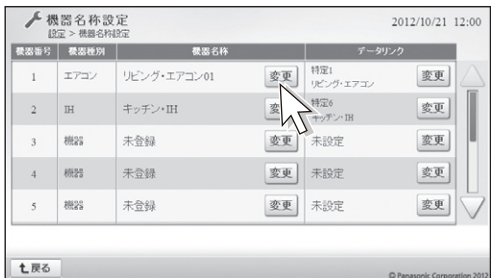 機器名称設定 2012/10/21 12:00
設定 > 機器名称設定
機器番号 機器種別 機器名称 データリンク
1 エアコン リビング・エアコン01 変更 特定1 変更
リビング・エアコン
2 IH キッチン・IH 変 特定6 変更
キッチン・IH
3 機器 未登録 変更 未設定 変更
4 機器 未登録 変更 未設定 変更
5 機器 未登録 変更 未設定 変更
戻る
© Panasonic Corporation 2012